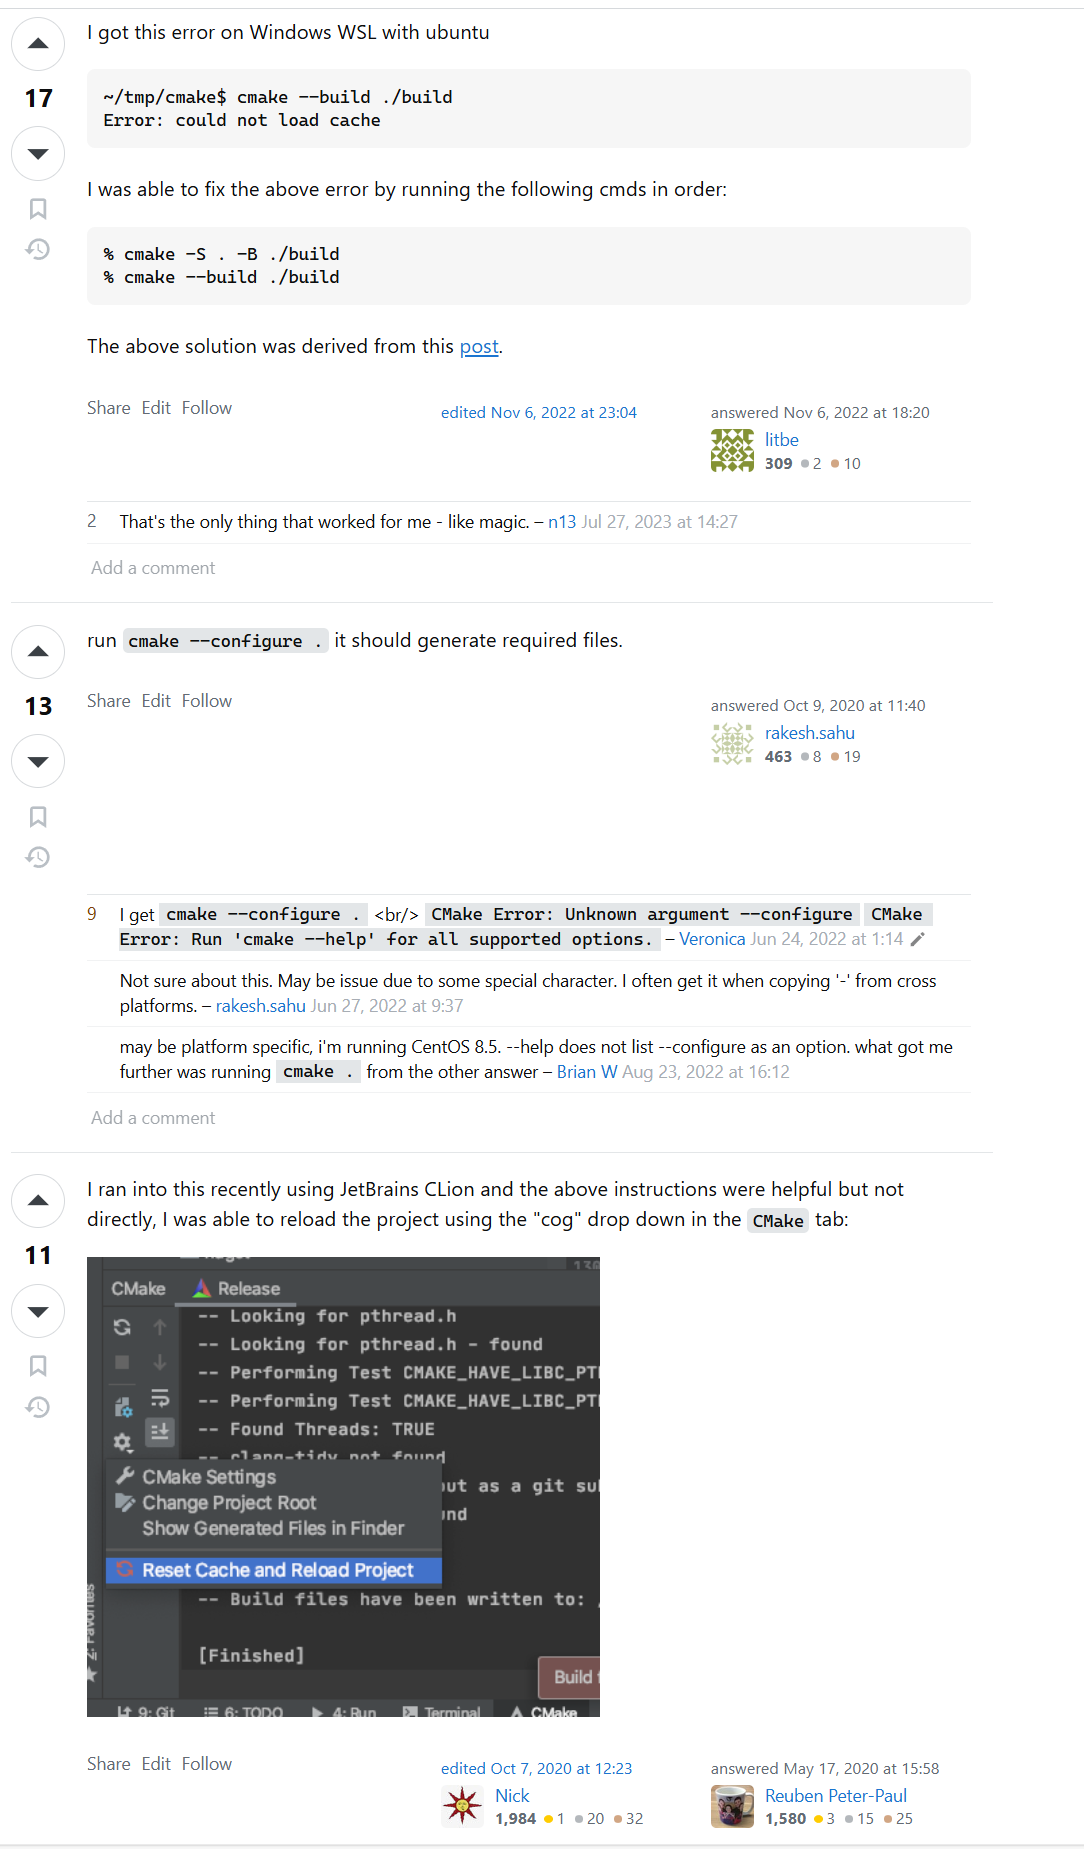 I got this error on Windows WSL with ubuntu
17
~/tmp/cmake$ cmake --build ./build
Error: could not load cache
I was able to fix the above error by running the following cmds in order:
% cmake -S . -B ./build
% cmake --build ./build
The above solution was derived from this post.
Share Edit Follow
edited Nov 6, 2022 at 23:04
answered Nov 6, 2022 at 18:20
litbe
309 2 10
2 That's the only thing that worked for me - like magic. – n13 Jul 27, 2023 at 14:27
Add a comment
run cmake --configure . it should generate required files.
13
Share Edit Follow
answered Oct 9, 2020 at 11:40
rakesh.sahu
463 8 19
9 I get cmake --configure . <br/> CMake Error: Unknown argument --configure CMake
Error: Run 'cmake --help' for all supported options. – Veronica Jun 24, 2022 at 1:14
Not sure about this. May be issue due to some special character. I often get it when copying '-' from cross
platforms. – rakesh.sahu Jun 27, 2022 at 9:37
may be platform specific, i'm running CentOS 8.5. --help does not list --configure as an option. what got me
further was running cmake . from the other answer – Brian W Aug 23, 2022 at 16:12
Add a comment
I ran into this recently using JetBrains CLion and the above instructions were helpful but not
directly, I was able to reload the project using the "cog" drop down in the CMake tab:
11
CMake Release
-- Looking for pthread.h
-- Looking for pthread.h - found
-- Performing Test CMAKE_HAVE_LIBC_PT
-- Performing Test CMAKE_HAVE_LIBC_PT
-- Found Threads: TRUE
-- clang-tidy not found
CMake Settings
ut as a git su
Change Project Root
nd
Show Generated Files in Finder
Reset Cache and Reload Project
-- Build files have been written to:
[Finished]
2: Favorites
Build
9: Git 6: TODO 4: Run Terminal CMake
Share Edit Follow
edited Oct 7, 2020 at 12:23
Nick
1,984 1 20 32
answered May 17, 2020 at 15:58
Reuben Peter-Paul
1,580 3 15 25